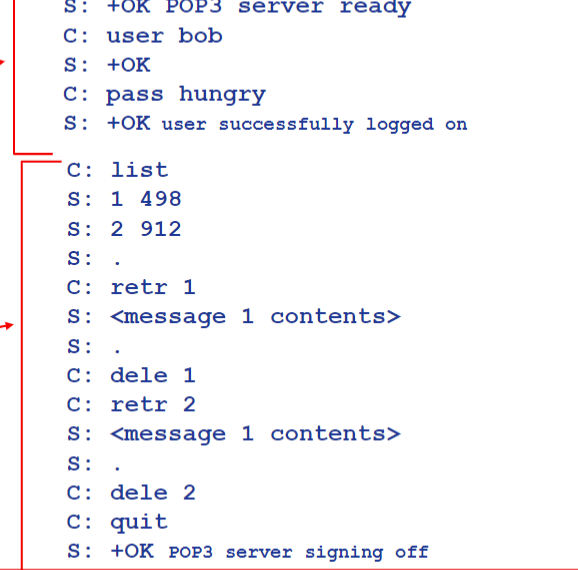 S: +OK POP3 server ready
C: user bob
S: +OK
C: pass hungry
S: +OK user successfully logged on
C: list
S: 1 498
S: 2 912
S: .
C: retr 1
S: <message 1 contents>
S: .
C: dele 1
C: retr 2
S: <message 1 contents>
S: .
C: dele 2
C: quit
S: +OK POP3 server signing off